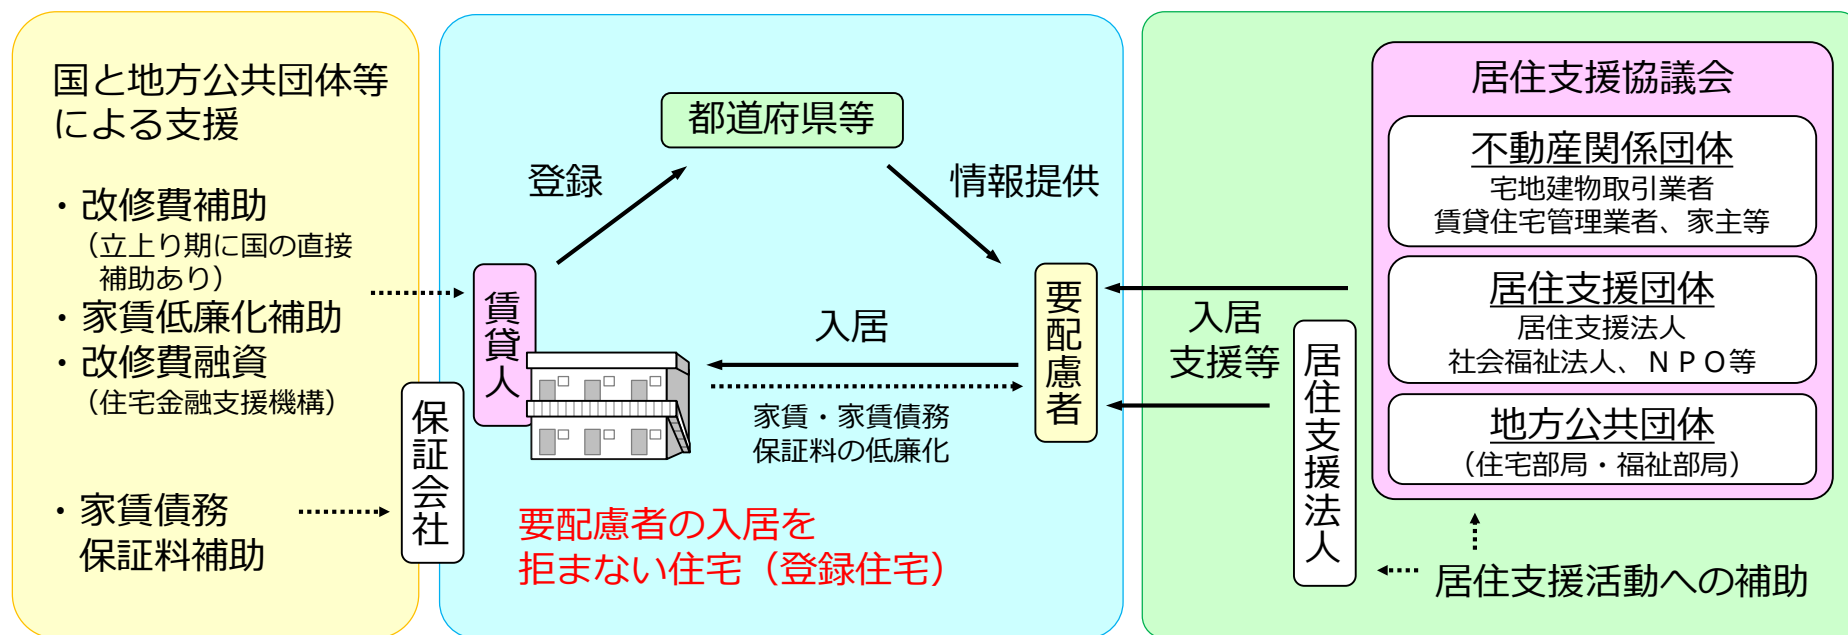 国と地方公共団体等
による支援
・改修費補助
（立上り期に国の直接
補助あり）
・家賃低廉化補助
・改修費融資
（住宅金融支援機構）
・家賃債務
保証料補助
保証会社
都道府県等
登録
情報提供
賃貸人
入居
家賃・家賃債務
保証料の低廉化
要配慮者
要配慮者の入居を
拒まない住宅（登録住宅）
入居
支援等
居住支援法人
居住支援協議会
不動産関係団体
宅地建物取引業者
賃貸住宅管理業者、家主等
居住支援団体
居住支援法人
社会福祉法人、ＮＰＯ等
地方公共団体
（住宅部局・福祉部局）
居住支援活動への補助